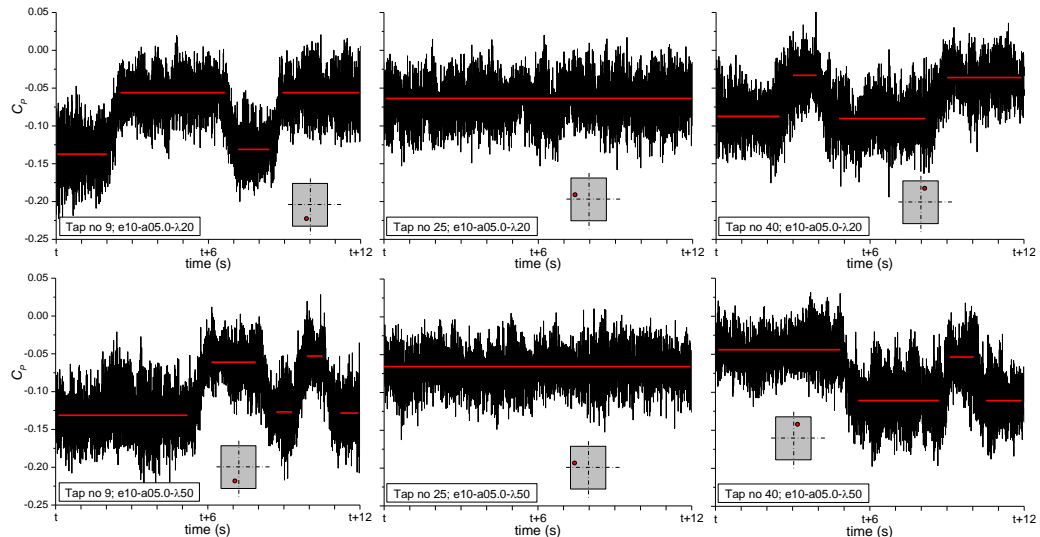 0.05
0.00
-0.05
-0.10
-0.15
-0.20
-0.25
CP
Tap no 9; e10-a05.0-λ20
t
t+6
t+12
time (s)
Tap no 25; e10-a05.0-λ20
t
t+6
t+12
time (s)
Tap no 40; e10-a05.0-λ20
t
t+6
t+12
time (s)
0.05
0.00
-0.05
-0.10
-0.15
-0.20
-0.25
CP
Tap no 9; e10-a05.0-λ50
t
t+6
t+12
time (s)
Tap no 25; e10-a05.0-λ50
t
t+6
t+12
time (s)
Tap no 40; e10-a05.0-λ50
t
t+6
t+12
time (s)